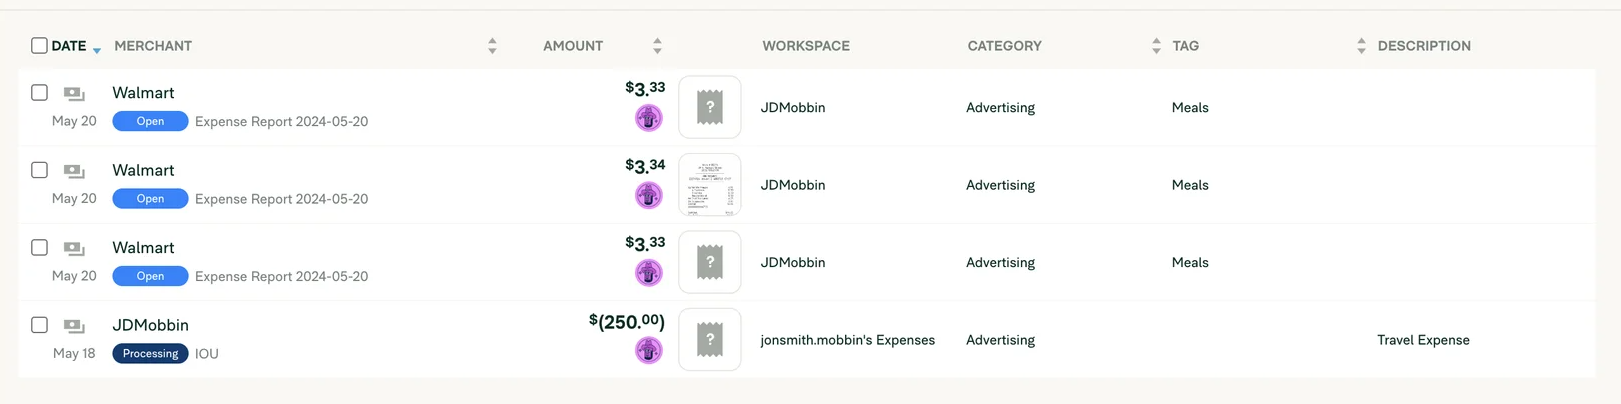 DATE MERCHANT AMOUNT WORKSPACE CATEGORY TAG DESCRIPTION
Walmart $3.33
? JDMobbin Advertising Meals
May 20 Open Expense Report 2024-05-20
Walmart $3.34
JDMobbin Advertising Meals
May 20 Open Expense Report 2024-05-20
Walmart $3.33
? JDMobbin Advertising Meals
May 20 Open Expense Report 2024-05-20
JDMobbin $(250.00)
? jonsmith.mobbin's Expenses Advertising Travel Expense
May 18 Processing IOU